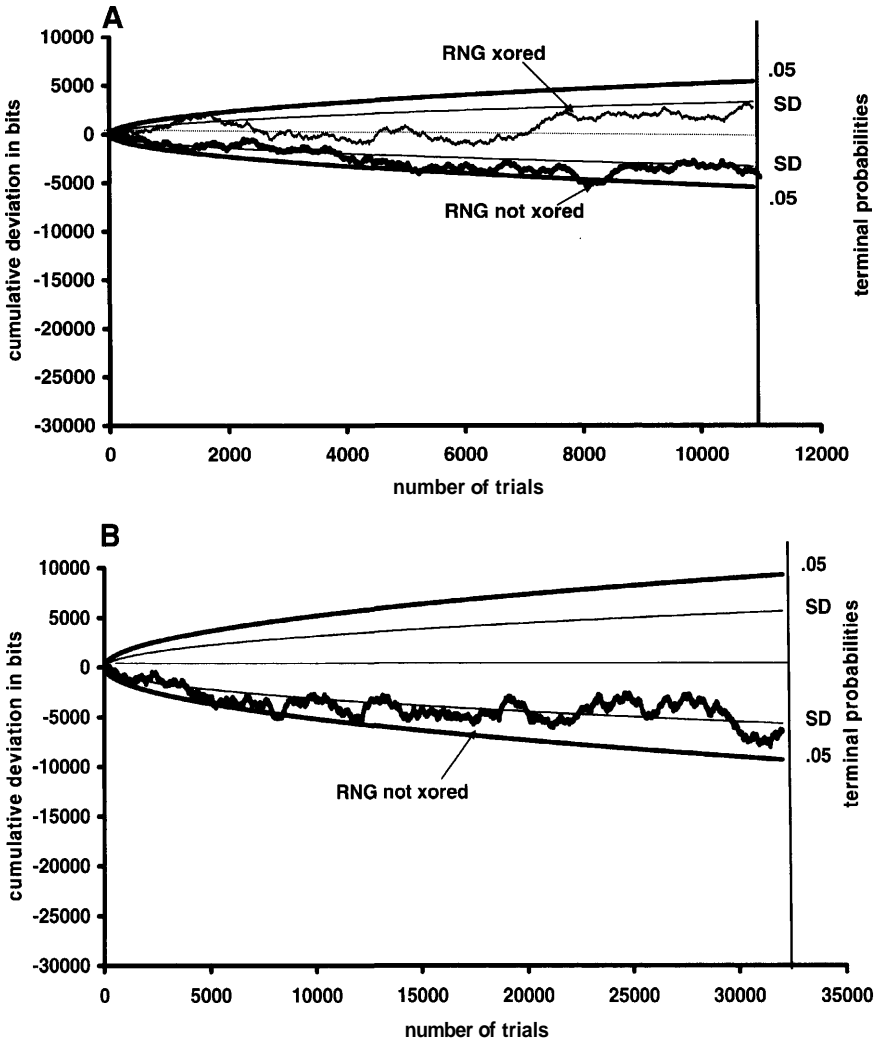 A
10000
5000
0
-5000
-10000
-15000
-20000
-25000
-30000
cumulative deviation in bits
RNG xored
RNG not xored
.05
SD
SD
.05
terminal probabilities
0 2000 4000 6000 8000 10000 12000
number of trials
B
10000
5000
0
-5000
-10000
-15000
-20000
-25000
-30000
cumulative deviation in bits
RNG not xored
.05
SD
SD
.05
terminal probabilities
0 5000 10000 15000 20000 25000 30000 35000
number of trials